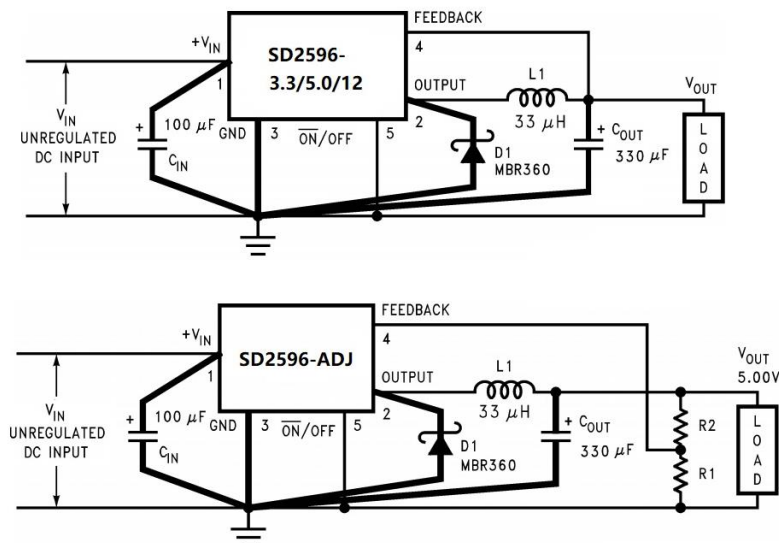 FEEDBACK
+VIN
SD2596-
3.3/5.0/12
4
OUTPUT
L1
VOUT
1
2
VIN
UNREGULATED
DC INPUT
+
100 μF
GND
3
ON/OFF
5
33 μH
+
COUT
330 μF
LOAD
CIN
D1
MBR360
FEEDBACK
+VIN
SD2596-ADJ
4
OUTPUT
L1
VOUT
5.00V
1
2
VIN
UNREGULATED
DC INPUT
+
100 μF
GND
3
ON/OFF
5
33 μH
+
COUT
330 μF
R2
LOAD
CIN
D1
MBR360
R1